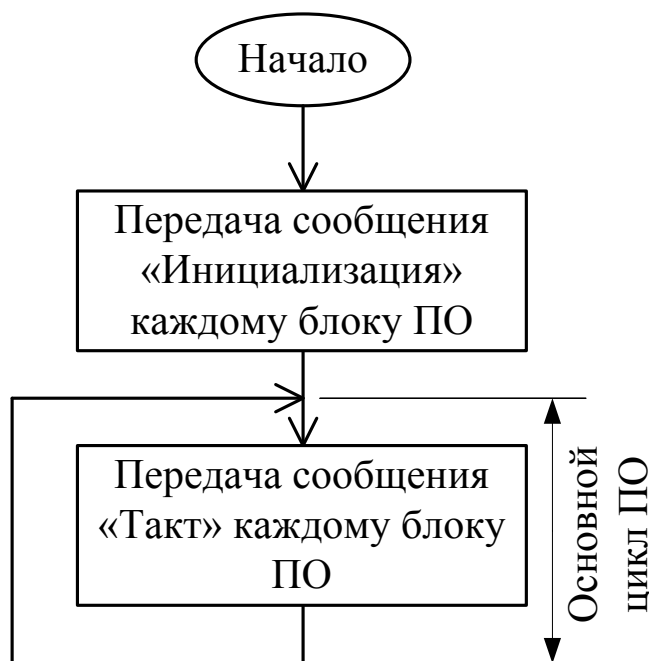 Начало
Передача сообщения
«Инициализация»
каждому блоку ПО
Передача сообщения
«Такт» каждому блоку
ПО
Основной
цикл ПО